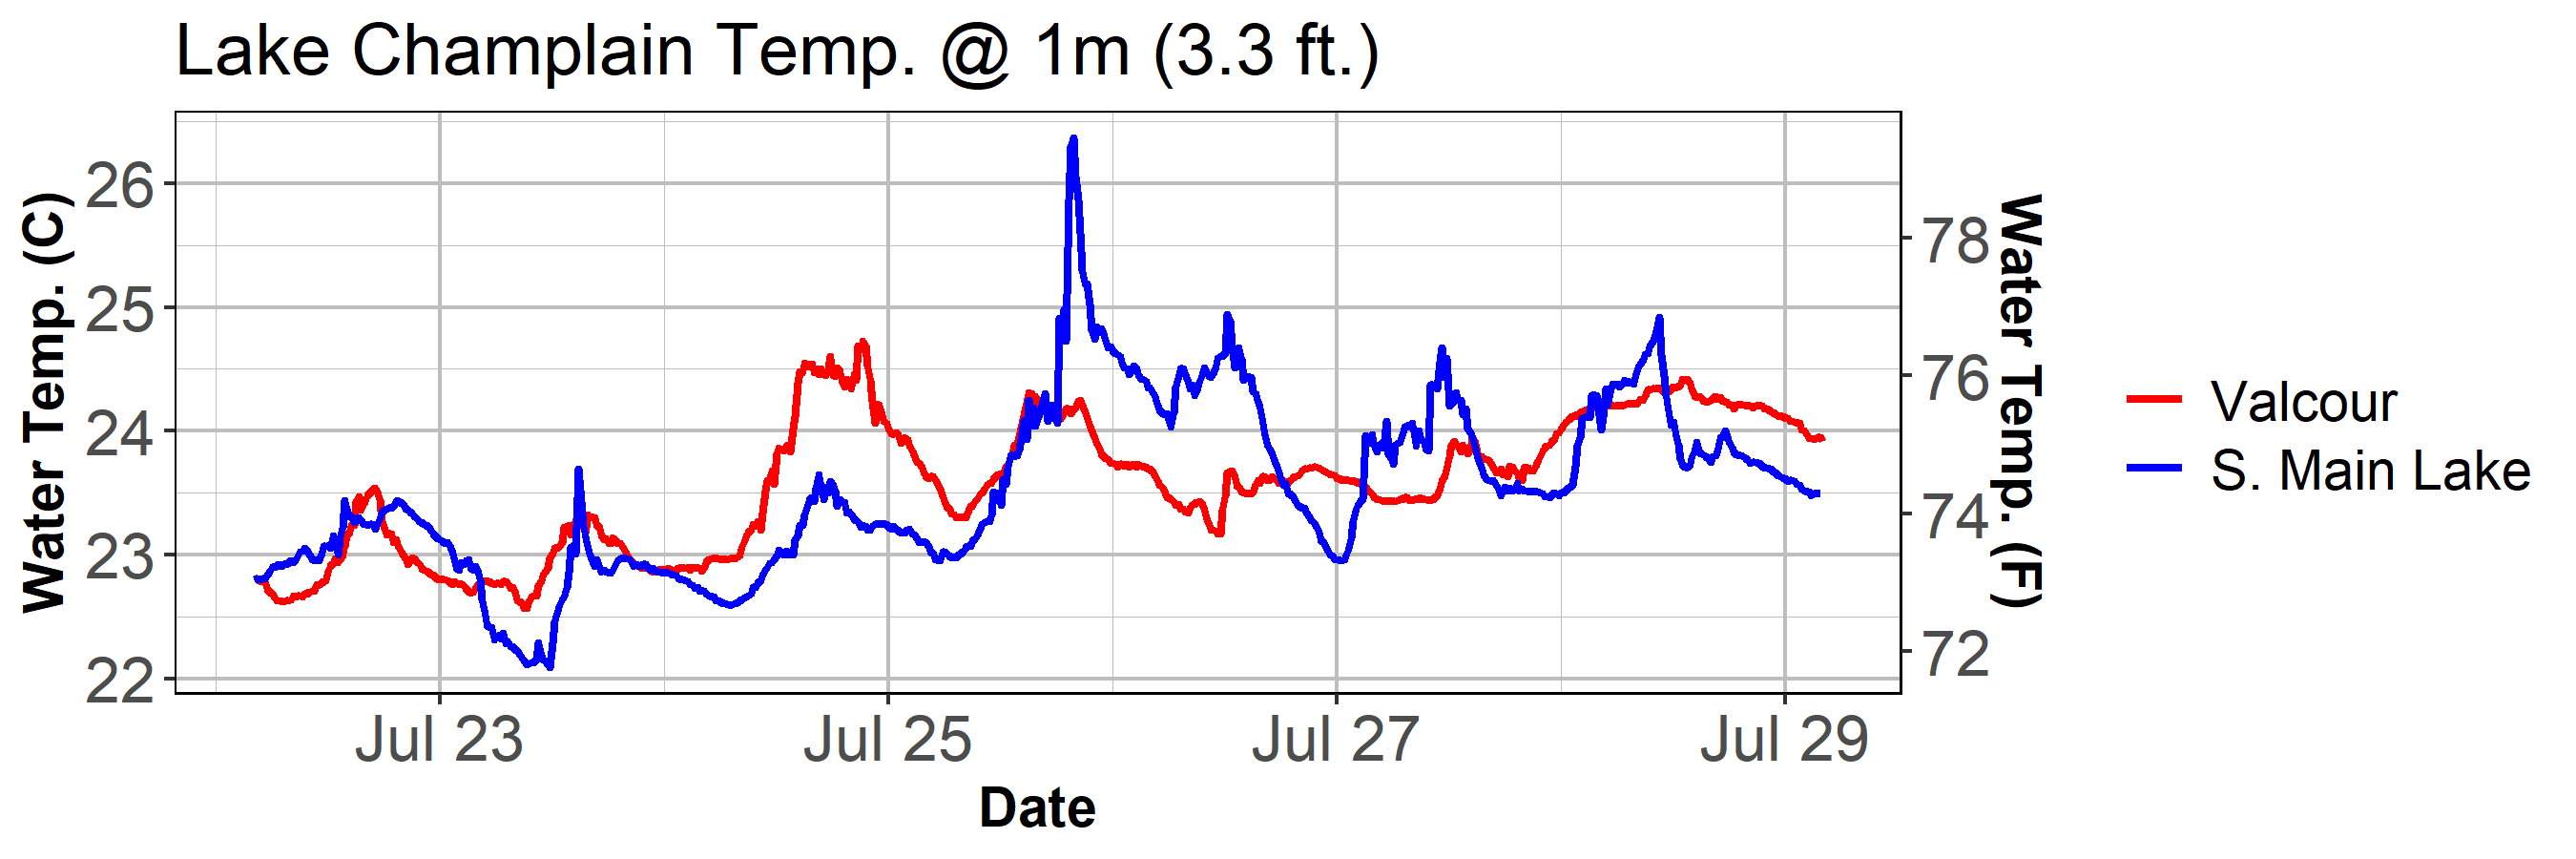 Lake Champlain Temp. @ 1m (3.3 ft.)
Water Temp. (C)
26
25
24
23
22
78
76
74
72
Water Temp. (F)
Jul 23
Jul 25
Jul 27
Jul 29
Date
Valcour
S. Main Lake